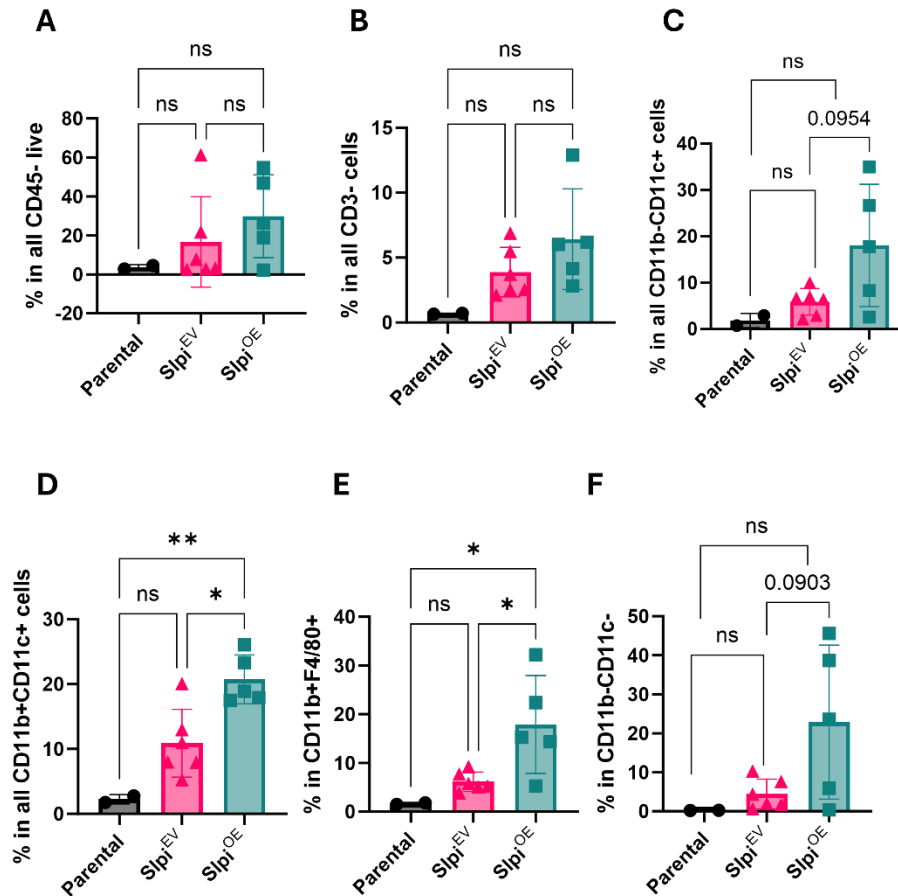 A
ns
ns
ns
% in all CD45- live
80
60
40
20
0
-20
Parental
Slpi^EV
Slpi^OE
B
ns
ns
ns
% in all CD3- cells
15
10
5
0
Parental
Slpi^EV
Slpi^OE
C
ns
0.0954
ns
% in all CD11b-CD11c+ cells
40
30
20
10
0
Parental
Slpi^EV
Slpi^OE
D
**
ns
*
% in all CD11b+CD11c+ cells
30
20
10
0
Parental
Slpi^EV
Slpi^OE
E
*
ns
*
% in CD11b+F4/80+
40
30
20
10
0
Parental
Slpi^EV
Slpi^OE
F
ns
0.0903
ns
% in CD11b-CD11c-
50
40
30
20
10
0
Parental
Slpi^EV
Slpi^OE